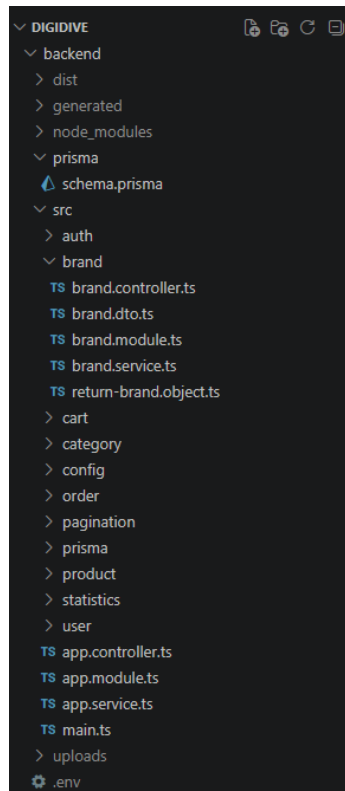 DIGIDIVE
backend
dist
generated
node_modules
prisma
schema.prisma
src
auth
brand
TS brand.controller.ts
TS brand.dto.ts
TS brand.module.ts
TS brand.service.ts
TS return-brand.object.ts
cart
category
config
order
pagination
prisma
product
statistics
user
TS app.controller.ts
TS app.module.ts
TS app.service.ts
TS main.ts
uploads
.env